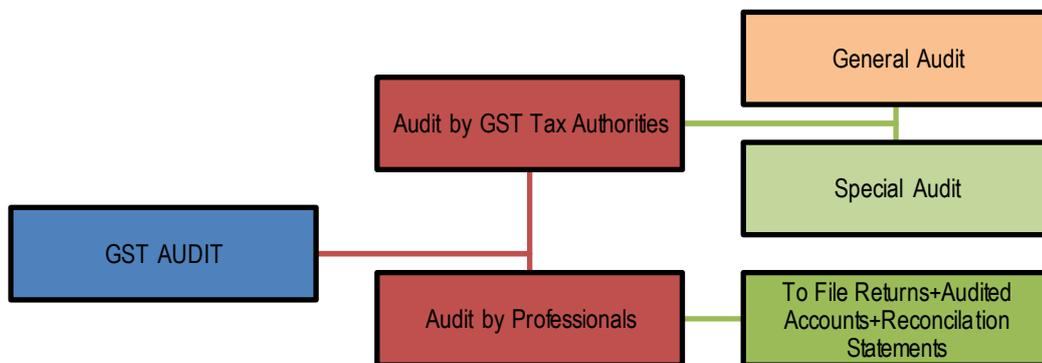 General Audit
Audit by GST Tax Authorities
Special Audit
GST AUDIT
Audit by Professionals
To File Returns+Audited
Accounts+Reconcilation
Statements